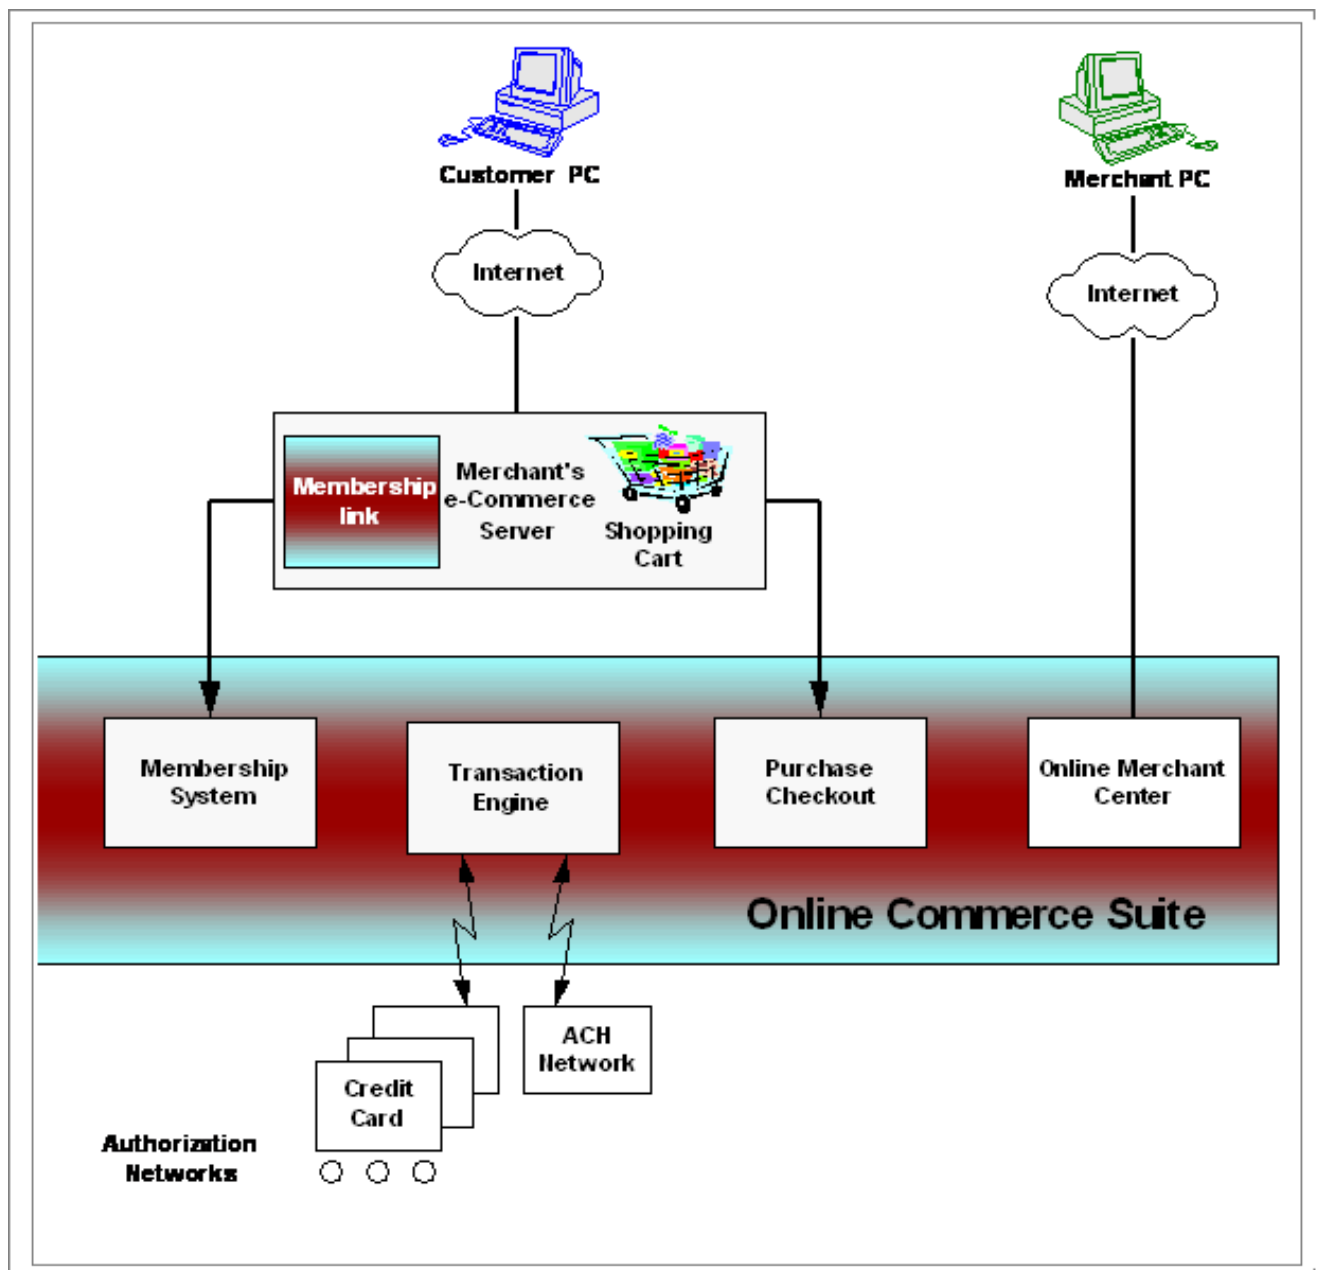 Customer PC
Merchant PC
Internet
Internet
Membership
link
Merchant's
e-Commerce
Server
Shopping
Cart
Membership
System
Transaction
Engine
Purchase
Checkout
Online Merchant
Center
Online Commerce Suite
ACH
Network
Credit
Card
Authorization
Networks